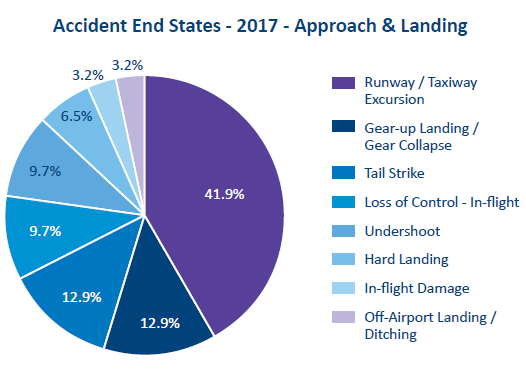 Accident End States - 2017 - Approach & Landing
3.2%
3.2%
6.5%
9.7%
9.7%
12.9%
12.9%
41.9%
Runway / Taxiway
Excursion
Gear-up Landing /
Gear Collapse
Tail Strike
Loss of Control - In-flight
Undershoot
Hard Landing
In-flight Damage
Off-Airport Landing /
Ditching